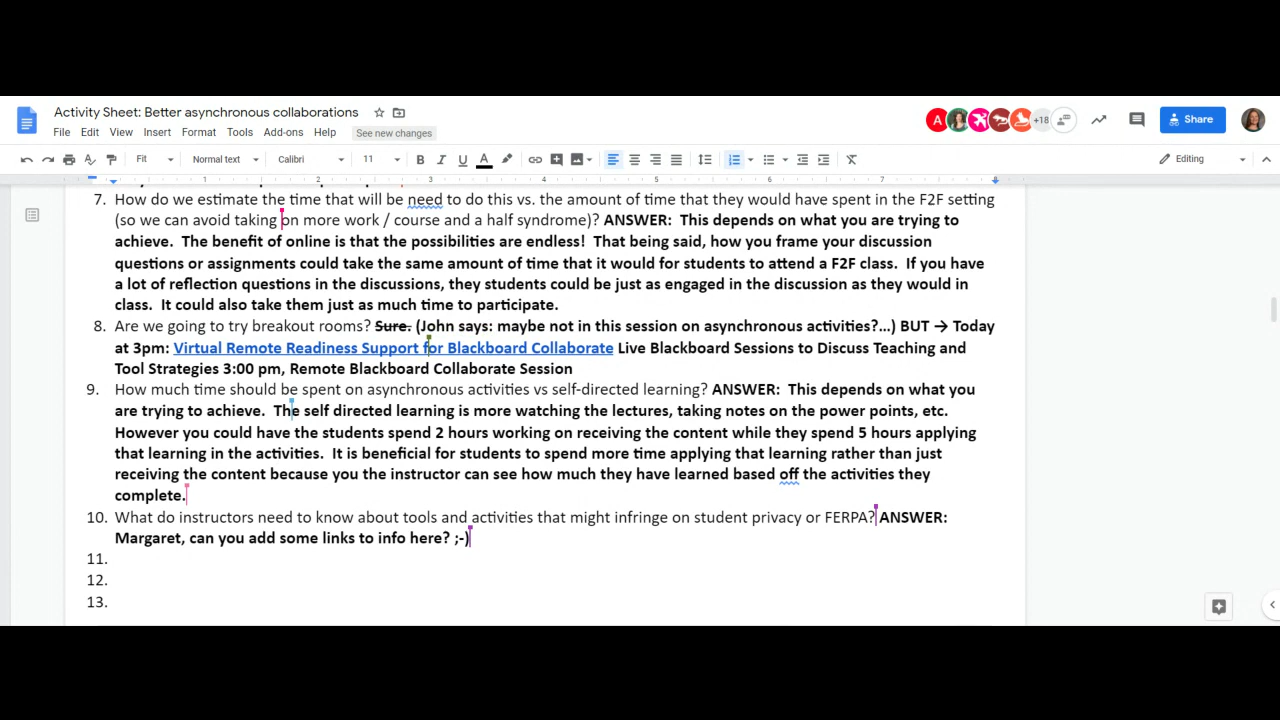 Activity Sheet: Better asynchronous collaborations
File Edit View Insert Format Tools Add-ons Help See new changes
A +18 Share
Fit Normal text Calibri 11 B I U A Editing
1 2 3 4 5 6 7 8
7. How do we estimate the time that will be need to do this vs. the amount of time that they would have spent in the F2F setting
(so we can avoid taking on more work / course and a half syndrome)? ANSWER: This depends on what you are trying to
achieve. The benefit of online is that the possibilities are endless! That being said, how you frame your discussion
questions or assignments could take the same amount of time that it would for students to attend a F2F class. If you have
a lot of reflection questions in the discussions, they students could be just as engaged in the discussion as they would in
class. It could also take them just as much time to participate.
8. Are we going to try breakout rooms? Sure. (John says: maybe not in this session on asynchronous activities?...) BUT → Today
at 3pm: Virtual Remote Readiness Support for Blackboard Collaborate Live Blackboard Sessions to Discuss Teaching and
Tool Strategies 3:00 pm, Remote Blackboard Collaborate Session
9. How much time should be spent on asynchronous activities vs self-directed learning? ANSWER: This depends on what you
are trying to achieve. The self directed learning is more watching the lectures, taking notes on the power points, etc.
However you could have the students spend 2 hours working on receiving the content while they spend 5 hours applying
that learning in the activities. It is beneficial for students to spend more time applying that learning rather than just
receiving the content because you the instructor can see how much they have learned based off the activities they
complete.
10. What do instructors need to know about tools and activities that might infringe on student privacy or FERPA? ANSWER:
Margaret, can you add some links to info here? ;-)
11.
12.
13.